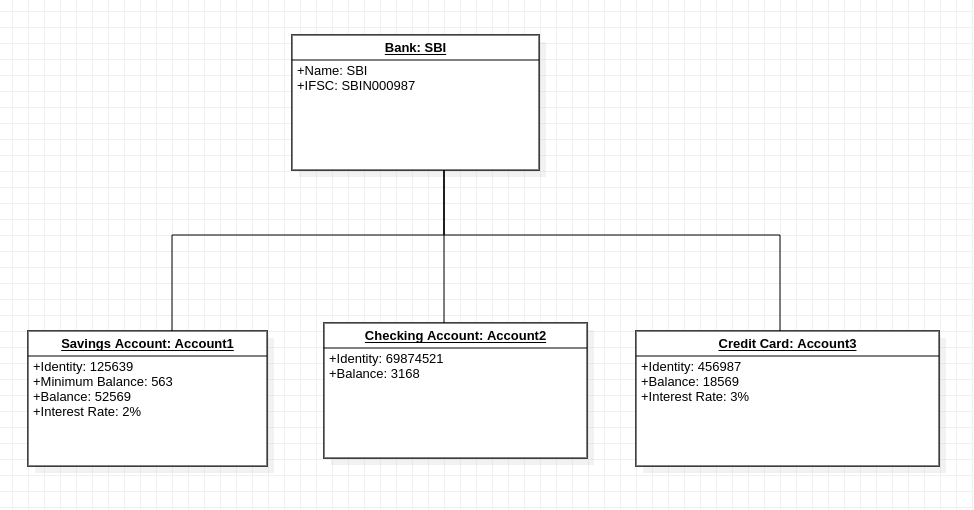 Bank: SBI
+Name: SBI
+IFSC: SBIN000987
Savings Account: Account1
+Identity: 125639
+Minimum Balance: 563
+Balance: 52569
+Interest Rate: 2%
Checking Account: Account2
+Identity: 69874521
+Balance: 3168
Credit Card: Account3
+Identity: 456987
+Balance: 18569
+Interest Rate: 3%